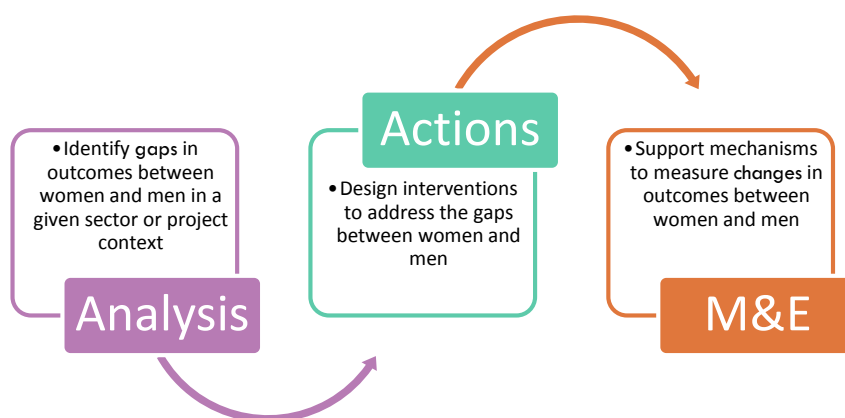 •Identify gaps in
outcomes between
women and men in a
given sector or project
context
Analysis
Actions
•Design interventions
to address the gaps
between women and
men
•Support mechanisms
to measure changes in
outcomes between
women and men
M&E